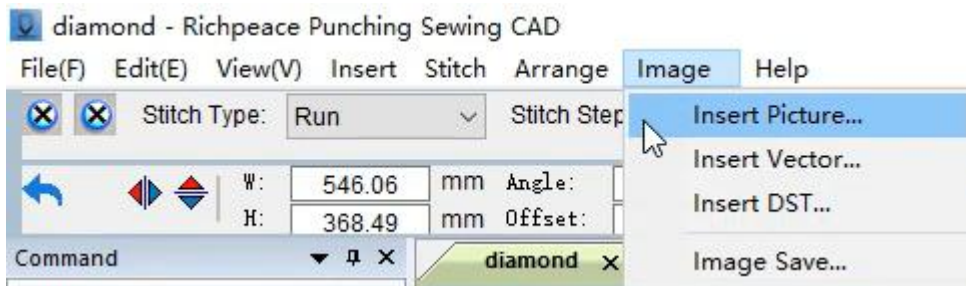 diamond - Richpeace Punching Sewing CAD
File(F) Edit(E) View(V) Insert Stitch Arrange Image Help
Stitch Type: Run Stitch Step
Insert Picture...
Insert Vector...
W: 546.06 mm Angle:
Insert DST...
H: 368.49 mm Offset:
Command diamond
Image Save...